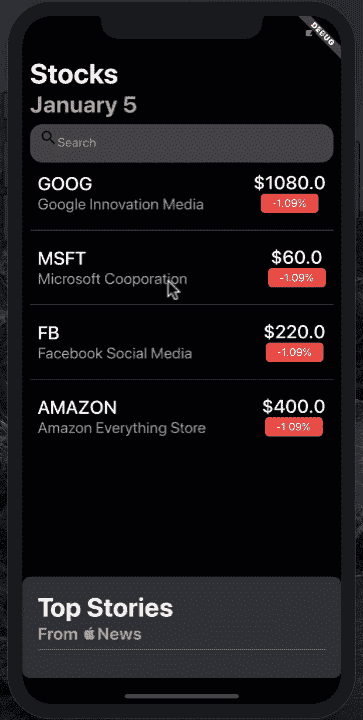 DEBUG
Stocks
January 5
Search
GOOG $1080.0
Google Innovation Media -1.09%
MSFT $60.0
Microsoft Cooporation -1.09%
FB $220.0
Facebook Social Media -1.09%
AMAZON $400.0
Amazon Everything Store -1.09%
Top Stories
From News